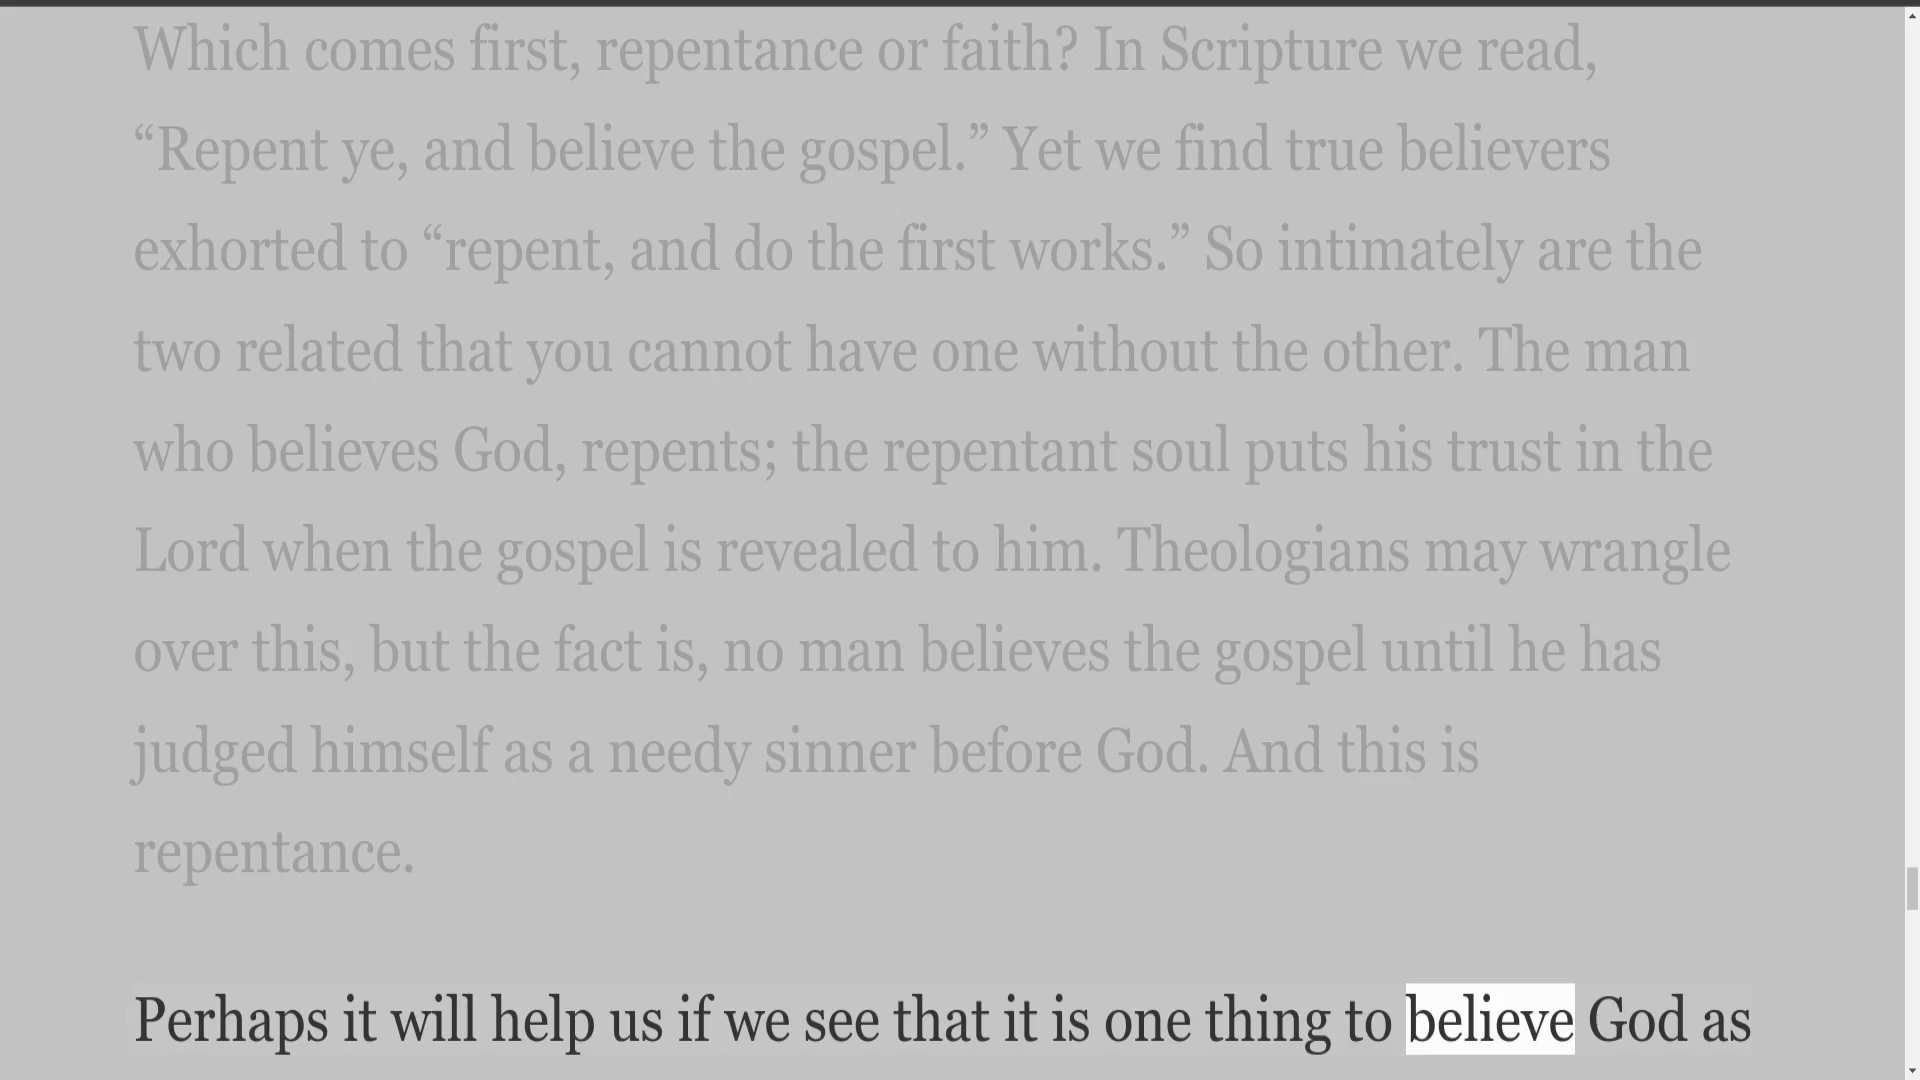 Which comes first, repentance or faith? In Scripture we read,
“Repent ye, and believe the gospel.” Yet we find true believers
exhorted to “repent, and do the first works.” So intimately are the
two related that you cannot have one without the other. The man
who believes God, repents; the repentant soul puts his trust in the
Lord when the gospel is revealed to him. Theologians may wrangle
over this, but the fact is, no man believes the gospel until he has
judged himself as a needy sinner before God. And this is
repentance.
Perhaps it will help us if we see that it is one thing to believe God as